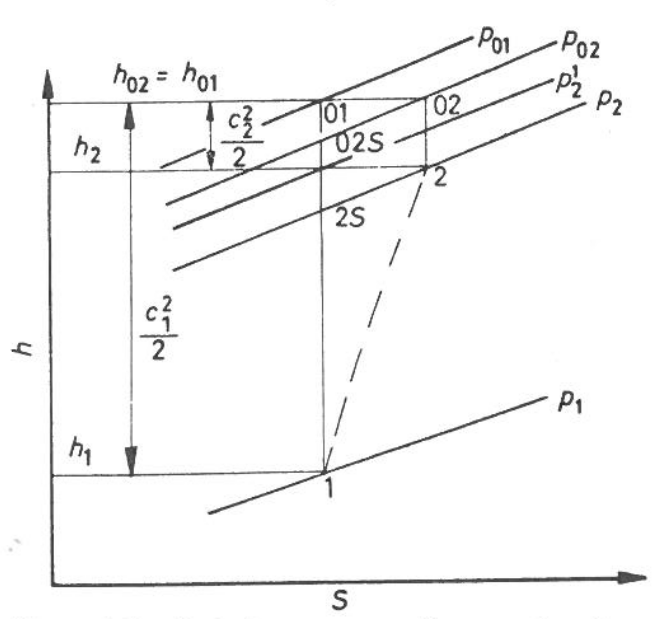 p₀₁
p₀₂
h₀₂ = h₀₁
01
02
p₂¹
p₂
c₂²/2
02S
h₂
2
2S
c₁²/2
h
p₁
h₁
1
S